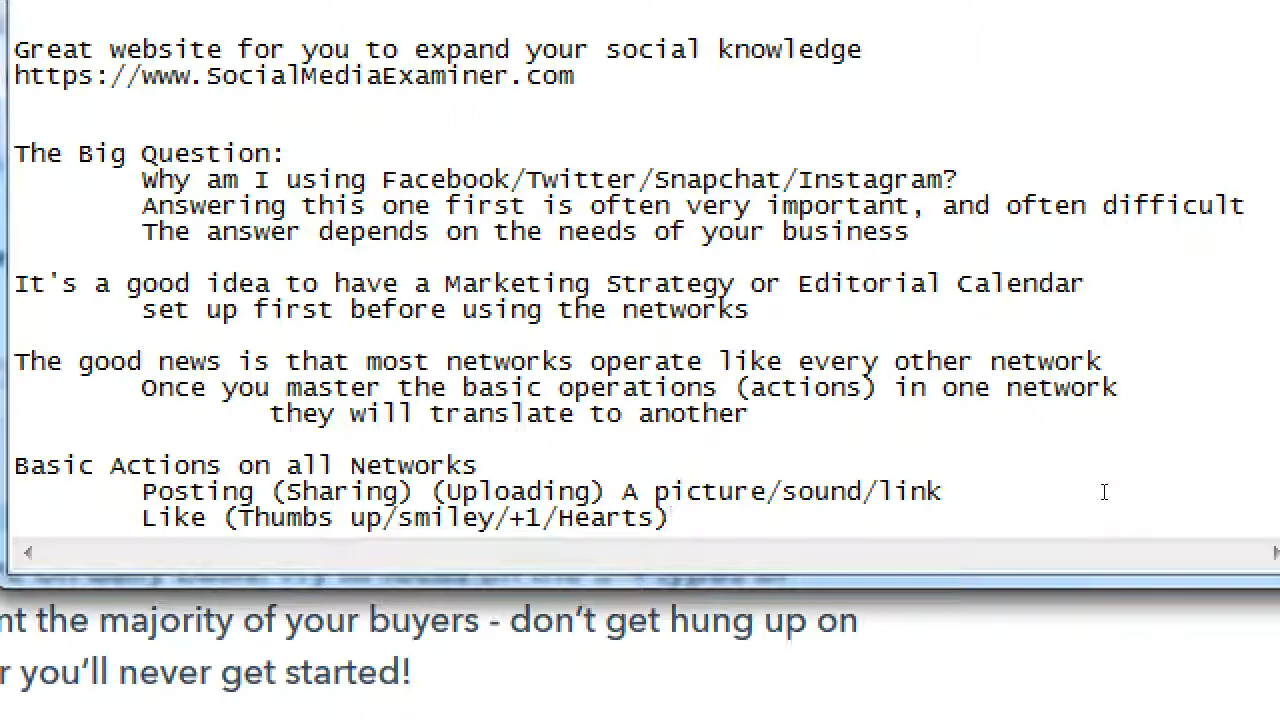 Great website for you to expand your social knowledge
https://www.SocialMediaExaminer.com
The Big Question:
Why am I using Facebook/Twitter/Snapchat/Instagram?
Answering this one first is often very important, and often difficult
The answer depends on the needs of your business
It's a good idea to have a Marketing Strategy or Editorial Calendar
set up first before using the networks
The good news is that most networks operate like every other network
Once you master the basic operations (actions) in one network
they will translate to another
Basic Actions on all Networks
Posting (Sharing) (Uploading) A picture/sound/link
Like (Thumbs up/smiley/+1/Hearts)
the majority of your buyers - don't get hung up on
you'll never get started!